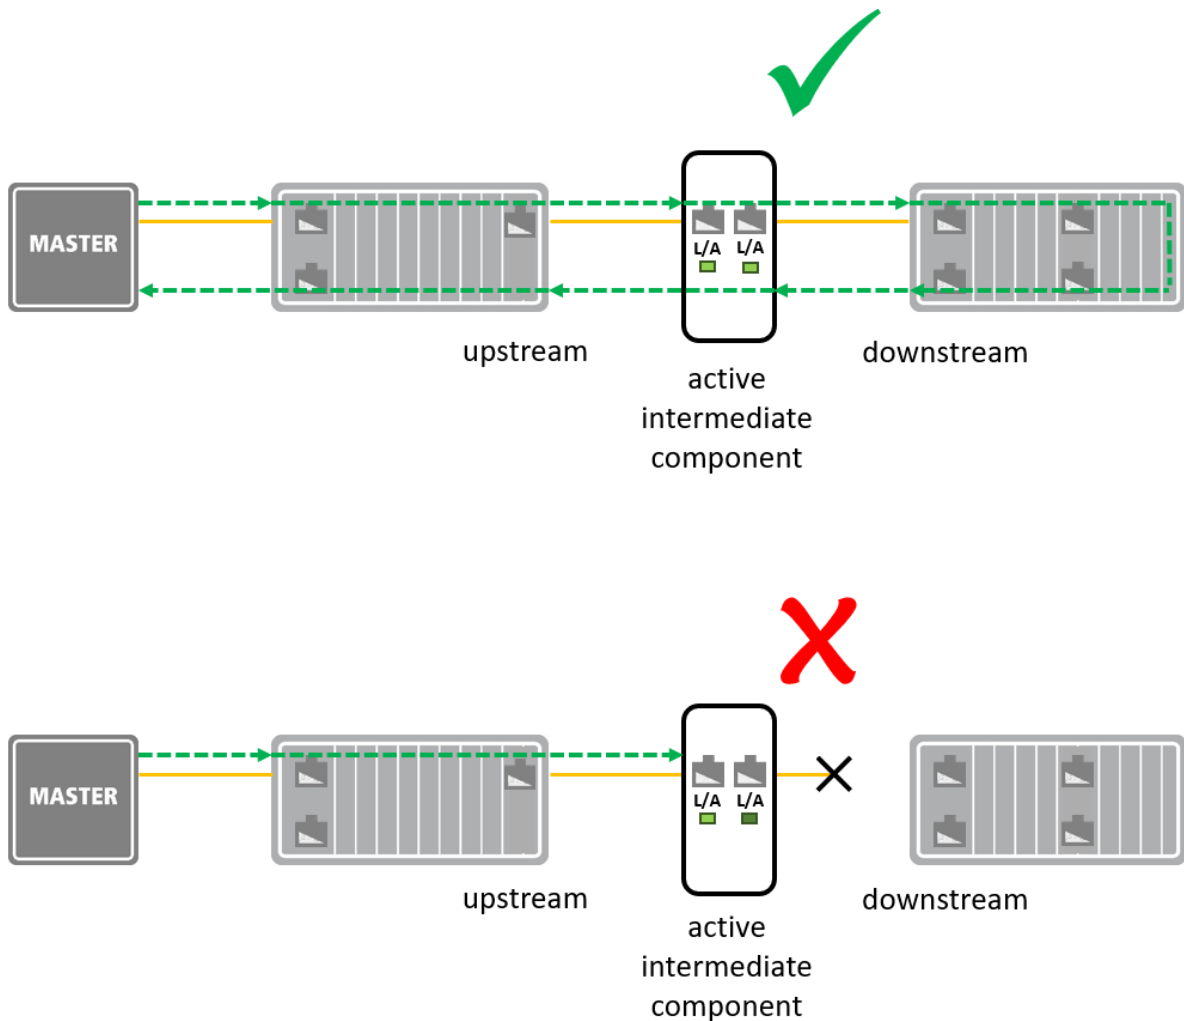 MASTER
L/A L/A
upstream
downstream
active
intermediate
component
MASTER
L/A L/A
upstream
downstream
active
intermediate
component